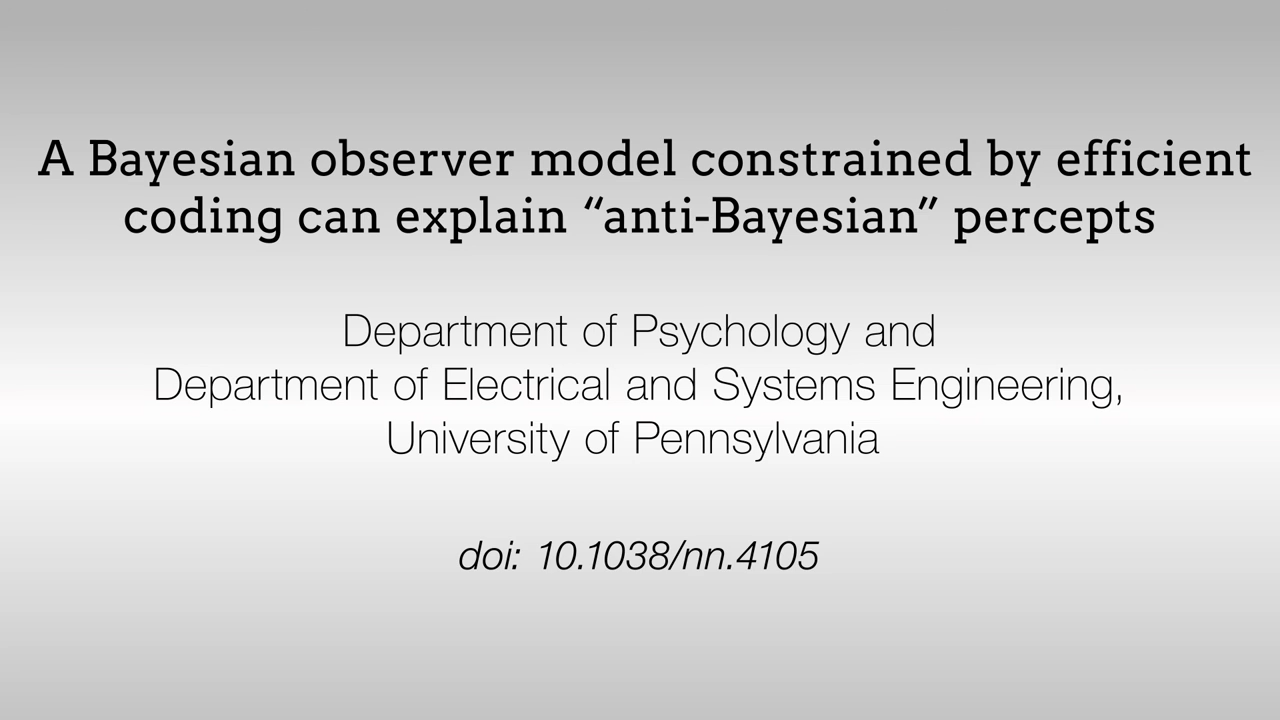 A Bayesian observer model constrained by efficient
coding can explain “anti-Bayesian” percepts
Department of Psychology and
Department of Electrical and Systems Engineering,
University of Pennsylvania
doi: 10.1038/nn.4105